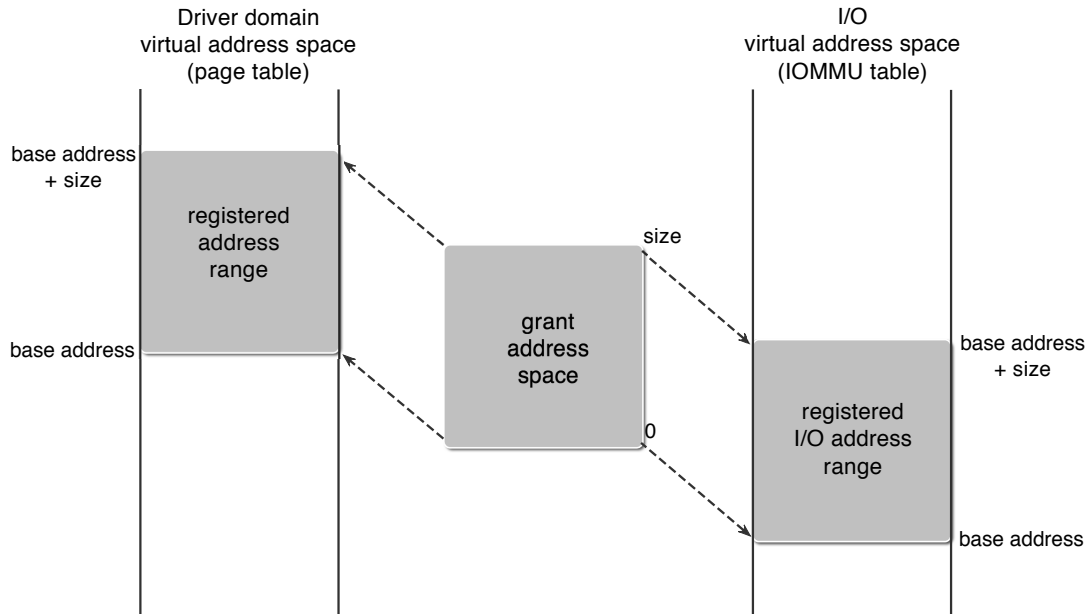 Driver domain
virtual address space
(page table)
I/O
virtual address space
(IOMMU table)
base address
+ size
registered
address
range
base address
size
grant
address
space
0
base address
+ size
registered
I/O address
range
base address